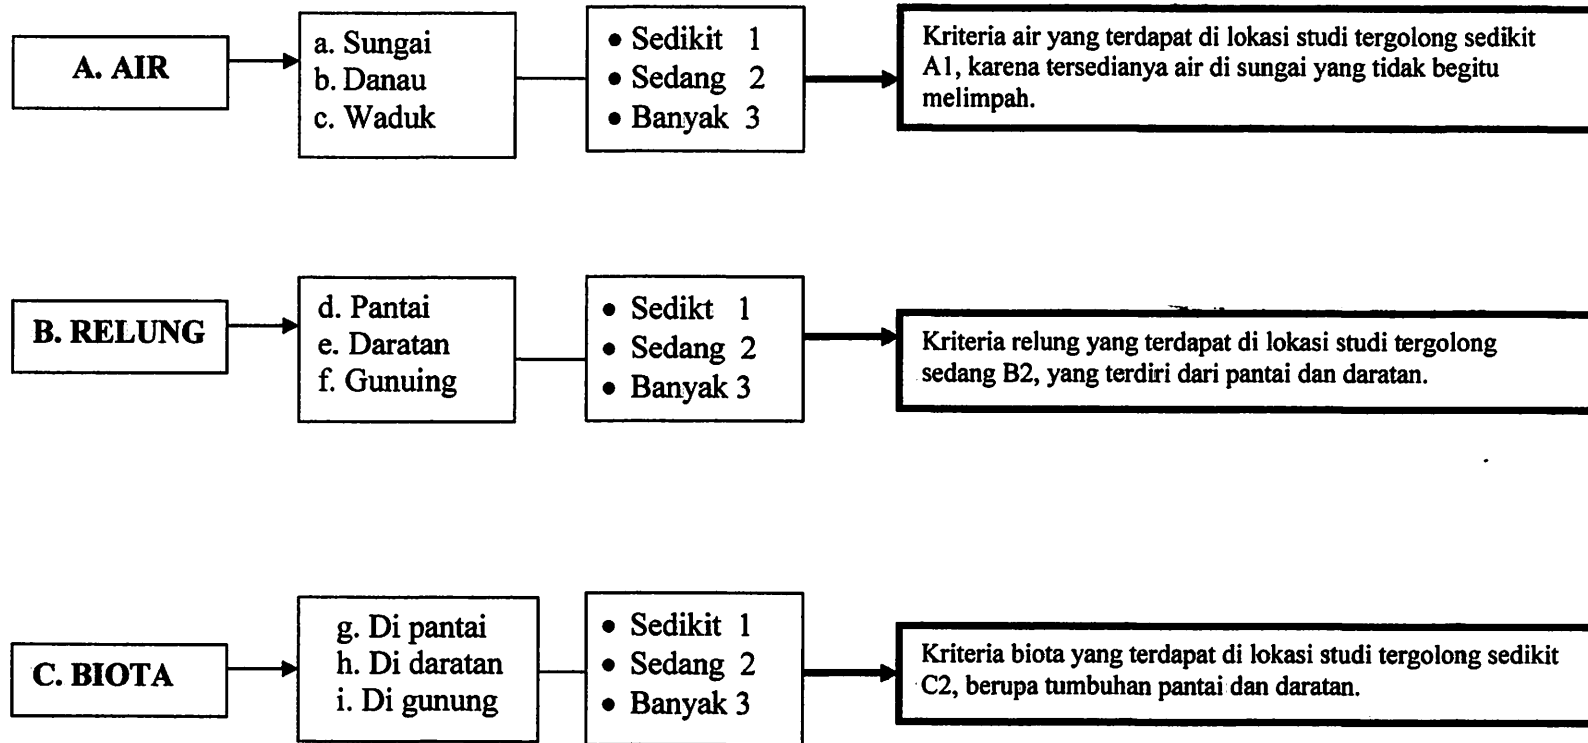 A. AIR
a. Sungai
b. Danau
c. Waduk
• Sedikit 1
• Sedang 2
• Banyak 3
Kriteria air yang terdapat di lokasi studi tergolong sedikit
A1, karena tersedianya air di sungai yang tidak begitu
melimpah.
B. RELUNG
d. Pantai
e. Daratan
f. Gunuing
• Sedikt 1
• Sedang 2
• Banyak 3
Kriteria relung yang terdapat di lokasi studi tergolong
sedang B2, yang terdiri dari pantai dan daratan.
C. BIOTA
g. Di pantai
h. Di daratan
i. Di gunung
• Sedikit 1
• Sedang 2
• Banyak 3
Kriteria biota yang terdapat di lokasi studi tergolong sedikit
C2, berupa tumbuhan pantai dan daratan.